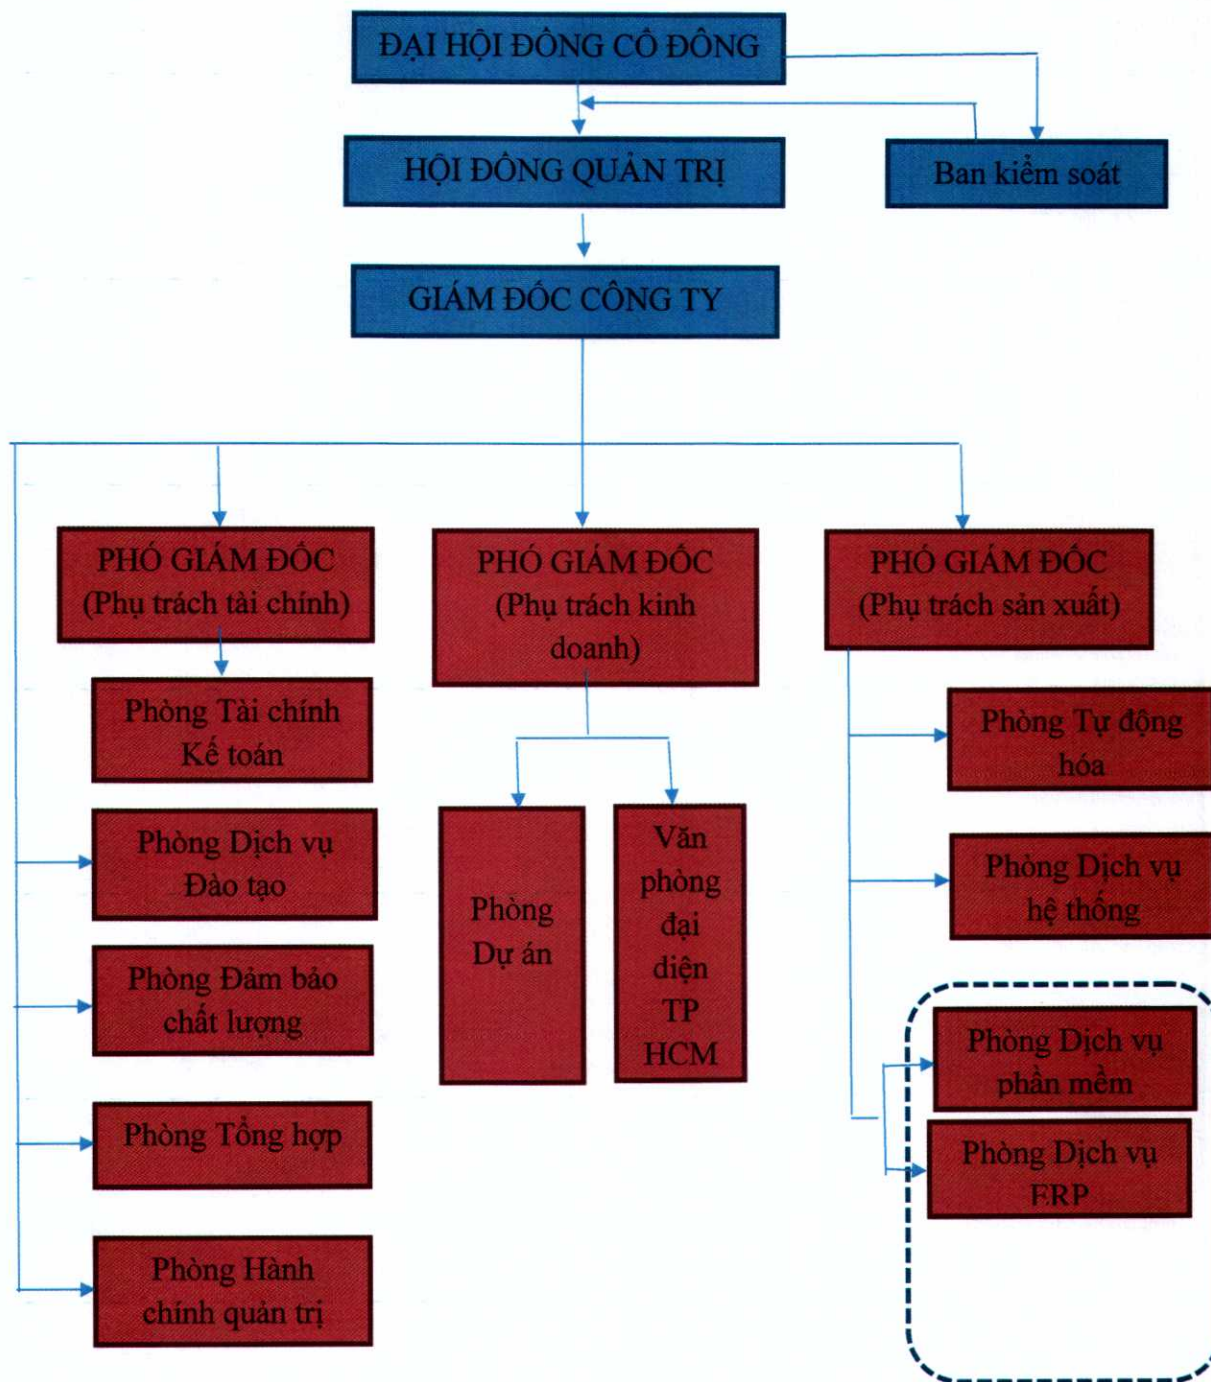 ĐẠI HỘI ĐỒNG CỔ ĐÔNG
HỘI ĐỒNG QUẢN TRỊ
Ban kiểm soát
GIÁM ĐỐC CÔNG TY
PHÓ GIÁM ĐỐC
(Phụ trách tài chính)
PHÓ GIÁM ĐỐC
(Phụ trách kinh
doanh)
PHÓ GIÁM ĐỐC
(Phụ trách sản xuất)
Phòng Tài chính
Kế toán
Phòng Dịch vụ
Đào tạo
Phòng Đảm bảo
chất lượng
Phòng Tổng hợp
Phòng Hành
chính quản trị
Phòng
Dự án
Văn
phòng
đại
diện
TP
HCM
Phòng Tự động
hóa
Phòng Dịch vụ
hệ thống
Phòng Dịch vụ
phần mềm
Phòng Dịch vụ
ERP